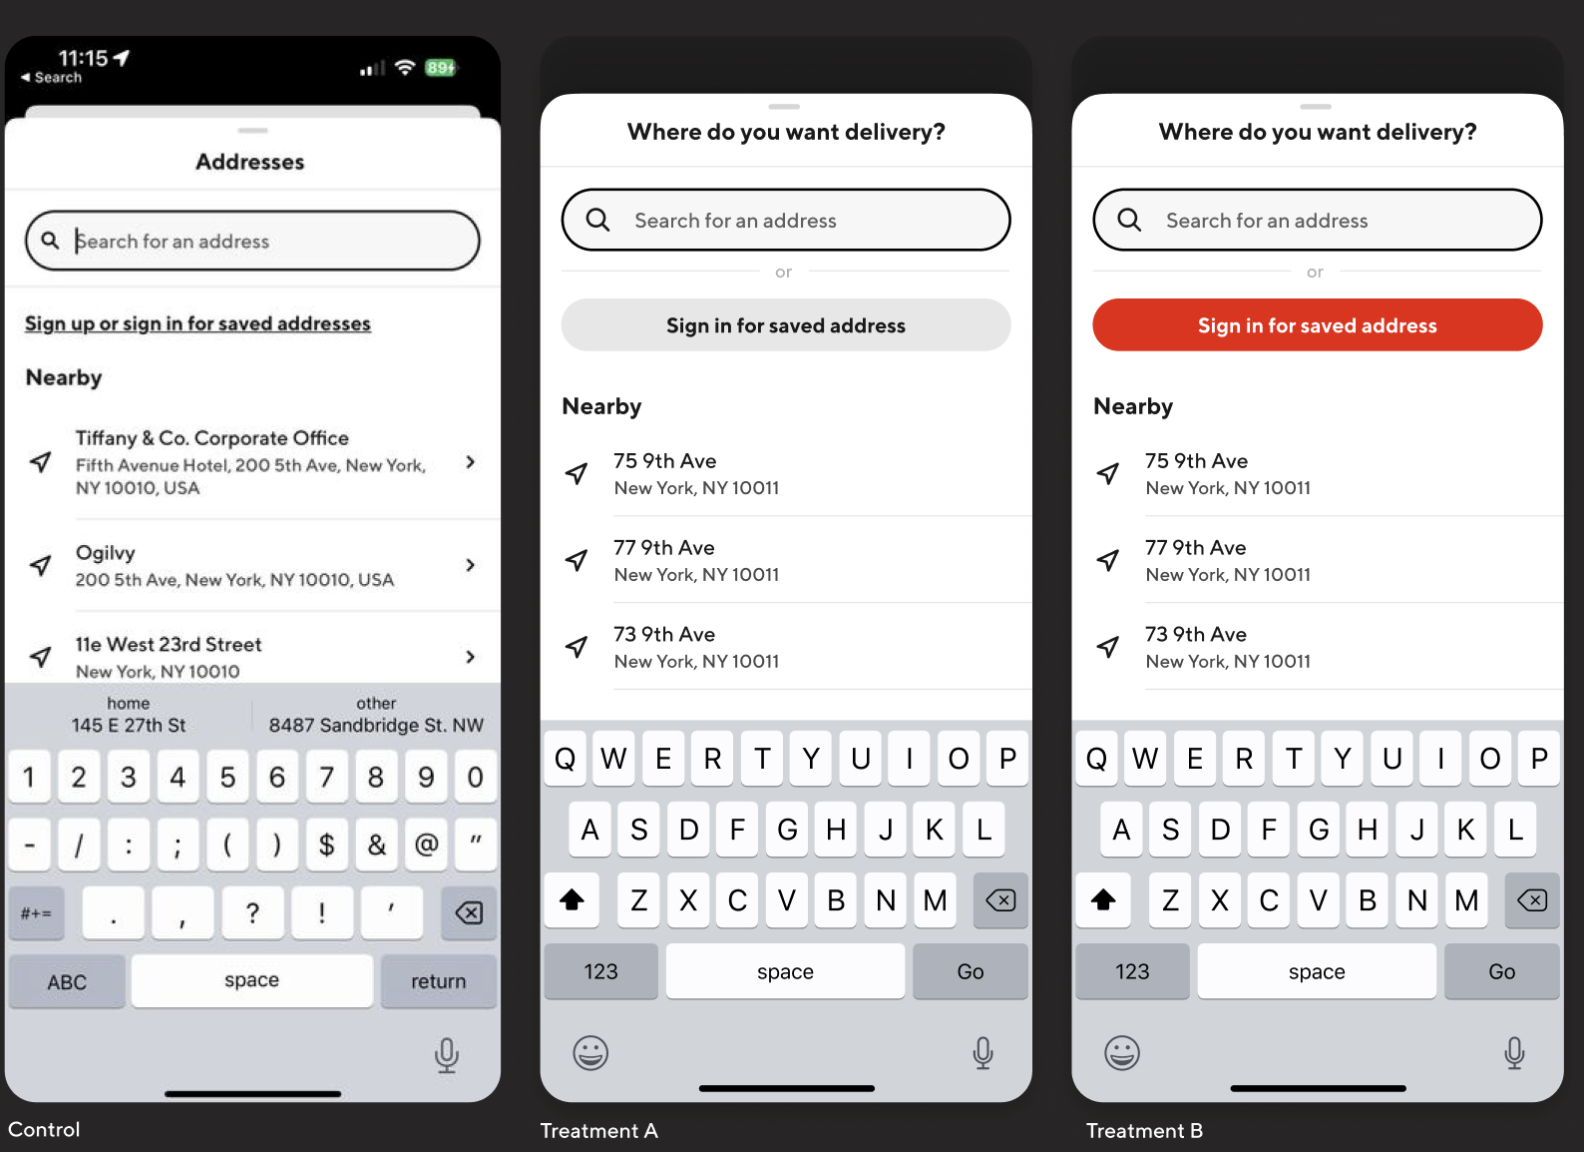 11:15
◀ Search
89
Addresses
Search for an address
Sign up or sign in for saved addresses
Nearby
Tiffany & Co. Corporate Office
Fifth Avenue Hotel, 200 5th Ave, New York,
NY 10010, USA
Ogilvy
200 5th Ave, New York, NY 10010, USA
11e West 23rd Street
New York, NY 10010
home
145 E 27th St
other
8487 Sandbridge St. NW
1 2 3 4 5 6 7 8 9 0
- / : ; ( ) $ & @ "
#+= . , ? ! '
ABC space return
Control
Where do you want delivery?
Search for an address
or
Sign in for saved address
Nearby
75 9th Ave
New York, NY 10011
77 9th Ave
New York, NY 10011
73 9th Ave
New York, NY 10011
Q W E R T Y U I O P
A S D F G H J K L
Z X C V B N M
123 space Go
Treatment A
Where do you want delivery?
Search for an address
or
Sign in for saved address
Nearby
75 9th Ave
New York, NY 10011
77 9th Ave
New York, NY 10011
73 9th Ave
New York, NY 10011
Q W E R T Y U I O P
A S D F G H J K L
Z X C V B N M
123 space Go
Treatment B